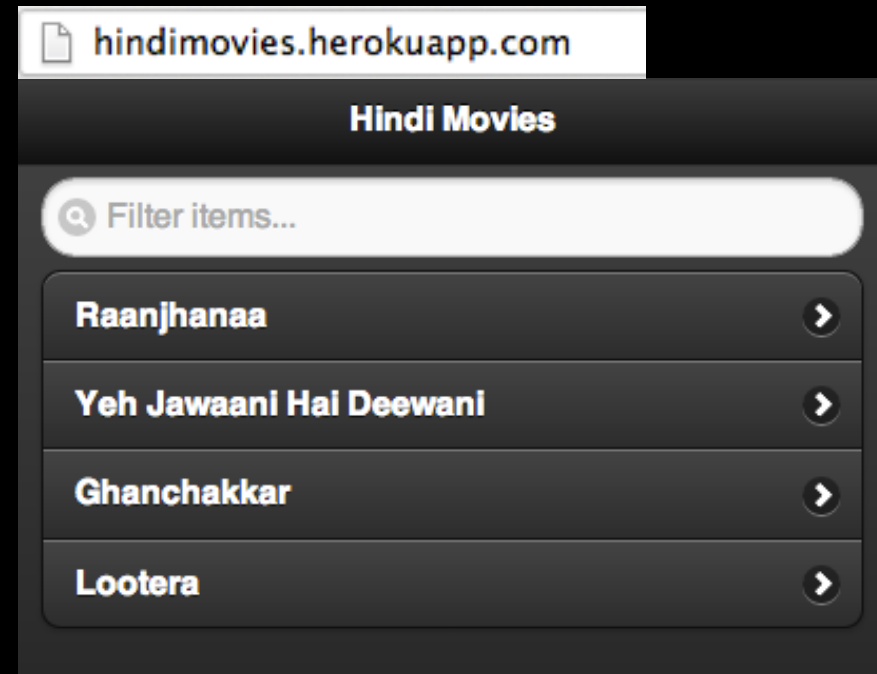 hindimovies.herokuapp.com
Hindi Movies
Filter items...
Raanjhanaa
Yeh Jawaani Hai Deewani
Ghanchakkar
Lootera